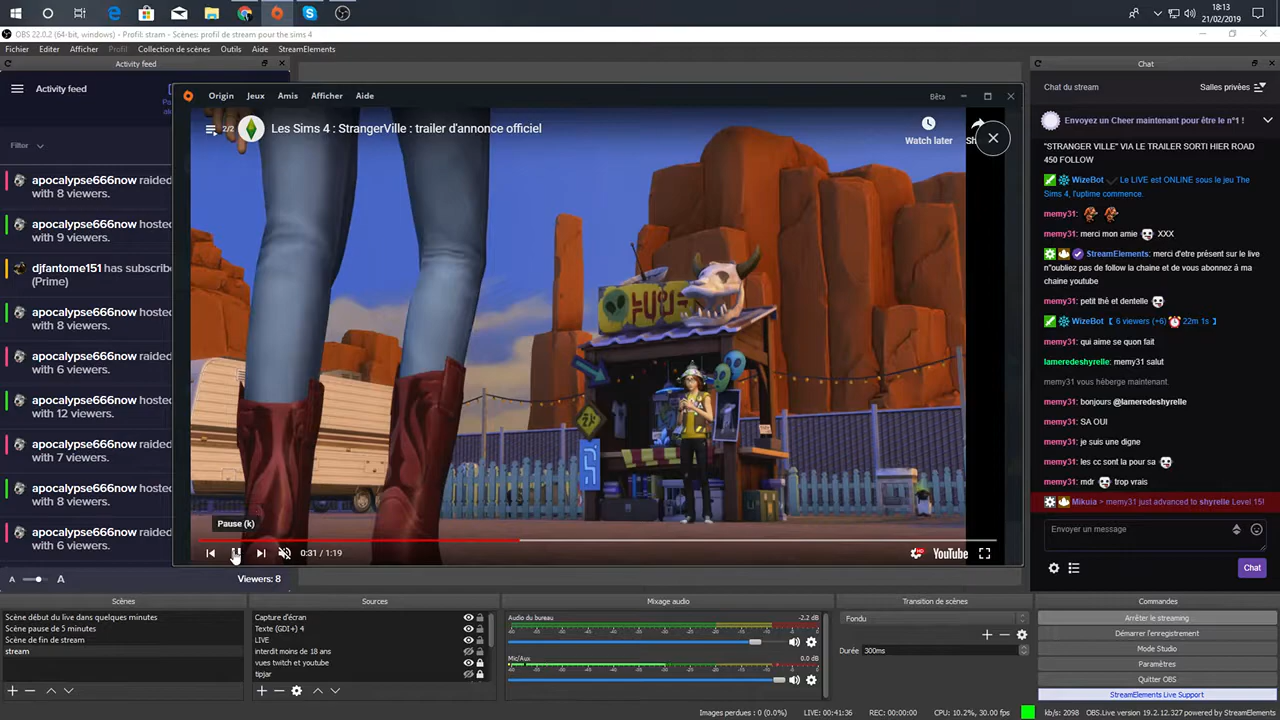 18:13
21/02/2019
OBS 22.0.2 (64-bit, windows) - Profil: stram - Scènes: profil de stream pour the sims 4
Fichier Editer Affichage Profil Collection de scènes Outils Aide StreamElements
Activity feed
Activity feed
Filtor
apocalypse666now raided
with 8 viewers.
apocalypse666now hosted
with 9 viewers.
djfantome151 has subscribe
(Prime)
apocalypse666now hosted
with 8 viewers.
apocalypse666now raided
with 6 viewers.
apocalypse666now hosted
with 12 viewers.
apocalypse666now raided
with 7 viewers.
apocalypse666now hosted
with 8 viewers.
apocalypse666now raided
with 6 viewers.
A A Viewers: 8
Origin Jeux Amis Afficher Aide
Bêta
2/2 Les Sims 4 : StrangerVille : trailer d'annonce officiel
Watch later
Sh
Pause (k)
0:31 / 1:19
HD
YouTube
Chat
Chat du stream Salles privées
Envoyez un Cheer maintenant pour être le n°1 !
"STRANGER VILLE" VIA LE TRAILER SORTI HIER ROAD
450 FOLLOW
WizeBot Le LIVE est ONLINE sous le jeu The
Sims 4, l'uptime commence.
memy31:
memy31: merci mon amie XXX
StreamElements: merci d'etre présent sur le live
n"oubliez pas de follow la chaine et de vous abonnez à ma
chaine youtube
memy31: petit thé et dentelle
WizeBot 【 6 viewers (+6) 22m 1s 】
memy31: qui aime se quon fait
lameredeshyrelle: memy31 salut
memy31 vous héberge maintenant.
memy31: bonjours @lameredeshyrelle
memy31: SA OUI
memy31: je suis une digne
memy31: les cc sont la pour sa
memy31: mdr trop vrais
Mikuia > memy31 just advanced to shyrelle Level 15!
Envoyer un message
Chat
Scènes
Scène début du live dans quelques minutes
Scène pause de 5 minutes
Scène de fin de stream
stream
Sources
Capture d'écran
Texte (GDI+) 4
LIVE
interdit moins de 18 ans
vues twitch et youtube
tipjar
Mixage audio
Audio du bureau -2.2 dB
Mic/Aux 0.0 dB
Transition de scènes
Fondu
Durée 300ms
Commandes
Arrêter le streaming
Démarrer l'enregistrement
Mode Studio
Paramètres
Quitter OBS
StreamElements Live Support
Images perdues : 0 (0.0%) LIVE: 00:41:36 REC: 00:00:00 CPU: 10.2%, 30.00 fps kb/s: 2098 OBS.Live version 19.2.12.327 powered by StreamElements